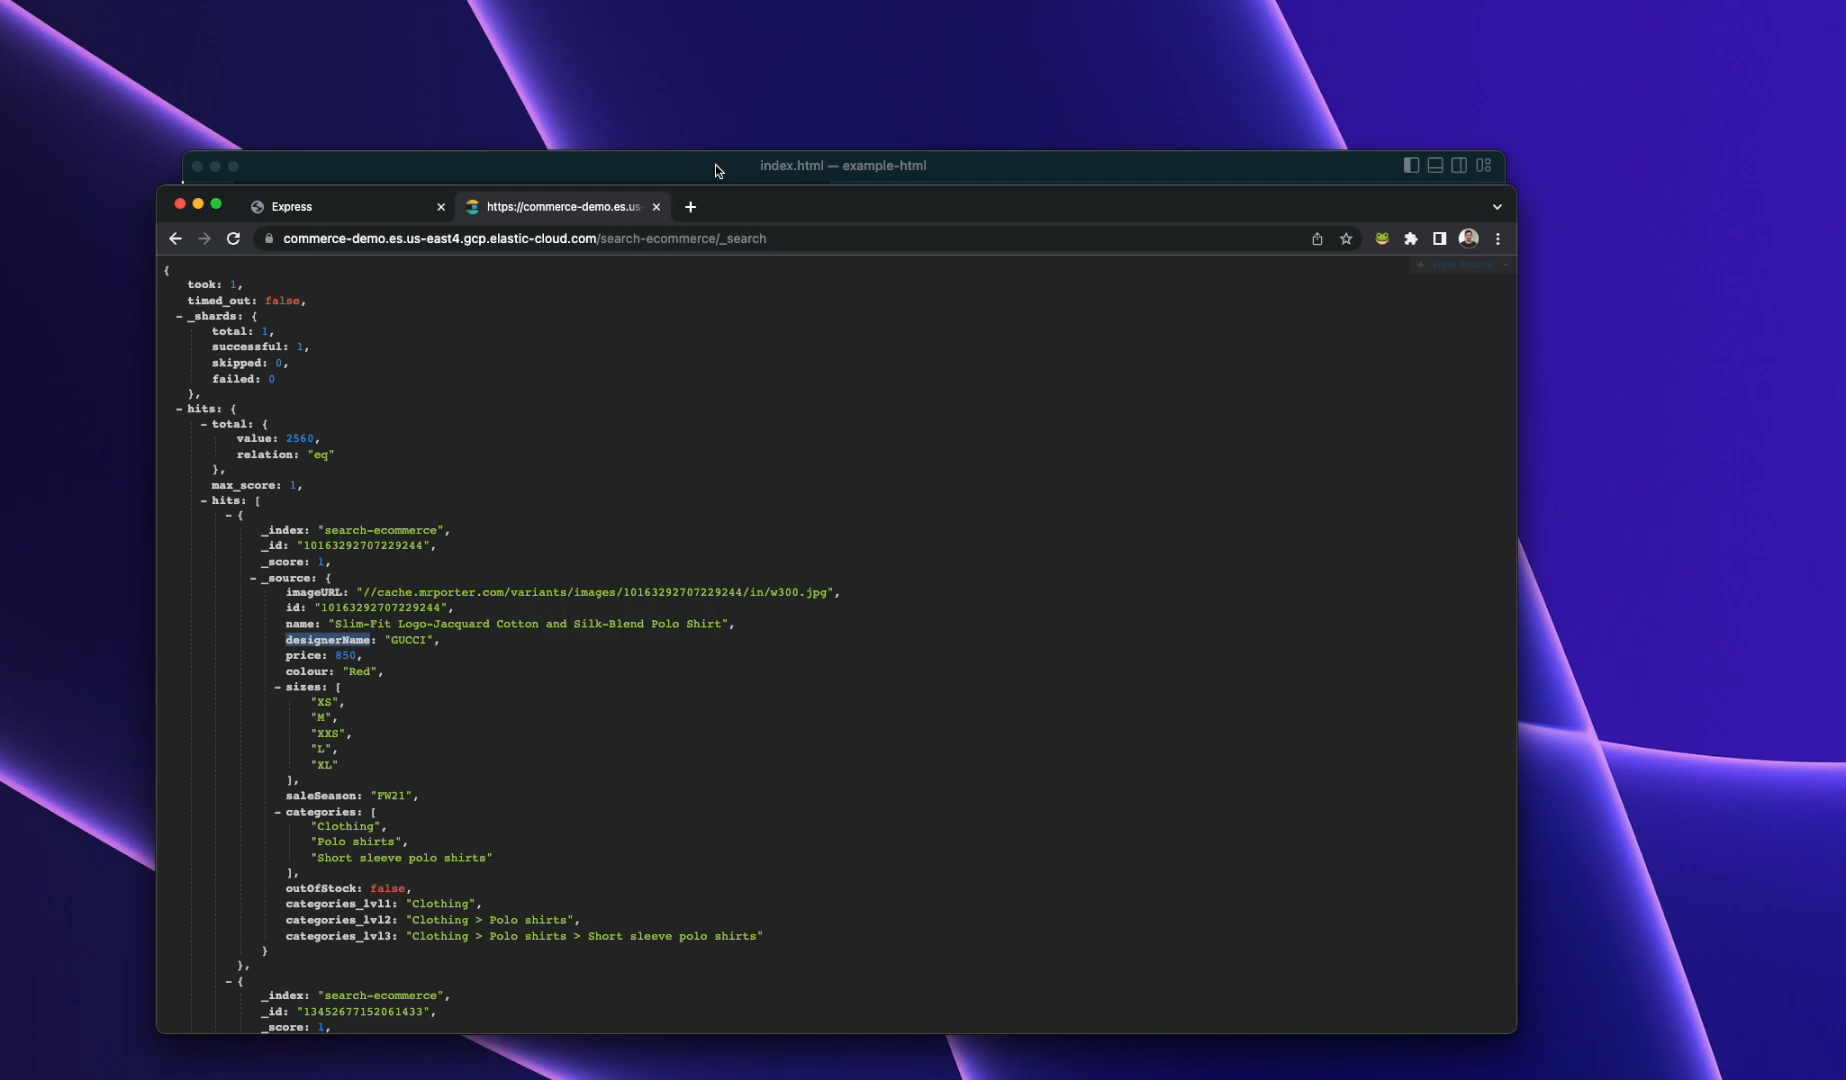 index.html — example-html
Express
https://commerce-demo.es.us-
commerce-demo.es.us-east4.gcp.elastic-cloud.com/search-ecommerce/_search
+ view source
{
took: 1,
timed_out: false,
- _shards: {
total: 1,
successful: 1,
skipped: 0,
failed: 0
},
- hits: {
- total: {
value: 2560,
relation: "eq"
},
max_score: 1,
- hits: [
- {
_index: "search-ecommerce",
_id: "10163292707229244",
_score: 1,
- _source: {
imageURL: "//cache.mrporter.com/variants/images/10163292707229244/in/w300.jpg",
id: "10163292707229244",
name: "Slim-Fit Logo-Jacquard Cotton and Silk-Blend Polo Shirt",
designerName: "GUCCI",
price: 850,
colour: "Red",
- sizes: [
"XS",
"M",
"XXS",
"L",
"XL"
],
saleSeason: "FW21",
- categories: [
"Clothing",
"Polo shirts",
"Short sleeve polo shirts"
],
outOfStock: false,
categories_lvl1: "Clothing",
categories_lvl2: "Clothing > Polo shirts",
categories_lvl3: "Clothing > Polo shirts > Short sleeve polo shirts"
}
},
- {
_index: "search-ecommerce",
_id: "13452677152061433",
_score: 1,